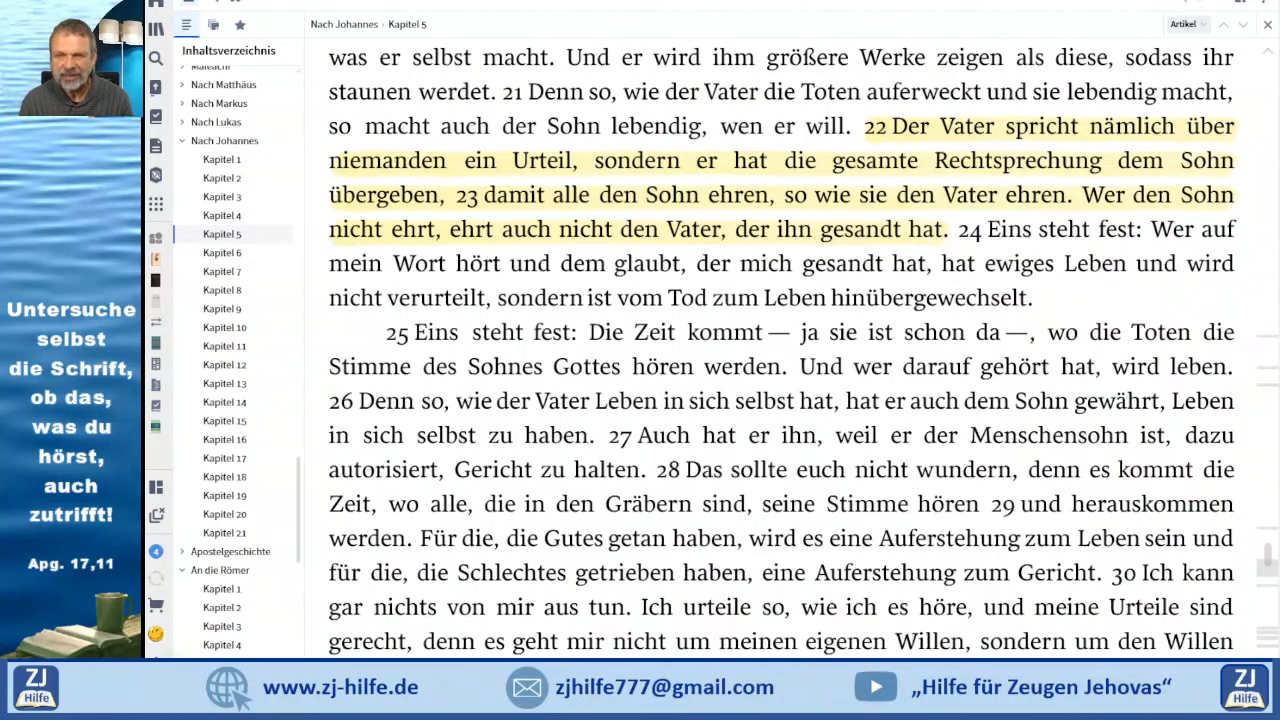 Nach Johannes › Kapitel 5
Artikel
Inhaltsverzeichnis
Maleachi
Nach Matthäus
Nach Markus
Nach Lukas
Nach Johannes
Kapitel 1
Kapitel 2
Kapitel 3
Kapitel 4
Kapitel 5
Kapitel 6
Kapitel 7
Kapitel 8
Kapitel 9
Kapitel 10
Kapitel 11
Kapitel 12
Kapitel 13
Kapitel 14
Kapitel 15
Kapitel 16
Kapitel 17
Kapitel 18
Kapitel 19
Kapitel 20
Kapitel 21
Apostelgeschichte
An die Römer
Kapitel 1
Kapitel 2
Kapitel 3
Kapitel 4
4
was er selbst macht. Und er wird ihm größere Werke zeigen als diese, sodass ihr
staunen werdet. 21 Denn so, wie der Vater die Toten auferweckt und sie lebendig macht,
so macht auch der Sohn lebendig, wen er will. 22 Der Vater spricht nämlich über
niemanden ein Urteil, sondern er hat die gesamte Rechtsprechung dem Sohn
übergeben, 23 damit alle den Sohn ehren, so wie sie den Vater ehren. Wer den Sohn
nicht ehrt, ehrt auch nicht den Vater, der ihn gesandt hat. 24 Eins steht fest: Wer auf
mein Wort hört und dem glaubt, der mich gesandt hat, hat ewiges Leben und wird
nicht verurteilt, sondern ist vom Tod zum Leben hinübergewechselt.
25 Eins steht fest: Die Zeit kommt — ja sie ist schon da —, wo die Toten die
Stimme des Sohnes Gottes hören werden. Und wer darauf gehört hat, wird leben.
26 Denn so, wie der Vater Leben in sich selbst hat, hat er auch dem Sohn gewährt, Leben
in sich selbst zu haben. 27 Auch hat er ihn, weil er der Menschensohn ist, dazu
autorisiert, Gericht zu halten. 28 Das sollte euch nicht wundern, denn es kommt die
Zeit, wo alle, die in den Gräbern sind, seine Stimme hören 29 und herauskommen
werden. Für die, die Gutes getan haben, wird es eine Auferstehung zum Leben sein und
für die, die Schlechtes getrieben haben, eine Auferstehung zum Gericht. 30 Ich kann
gar nichts von mir aus tun. Ich urteile so, wie ich es höre, und meine Urteile sind
gerecht, denn es geht mir nicht um meinen eigenen Willen, sondern um den Willen
Untersuche
selbst
die Schrift,
ob das,
was du
hörst,
auch
zutrifft!
Apg. 17,11
ZJ
Hilfe
www.zj-hilfe.de
zjhilfe777@gmail.com
„Hilfe für Zeugen Jehovas“
ZJ
Hilfe